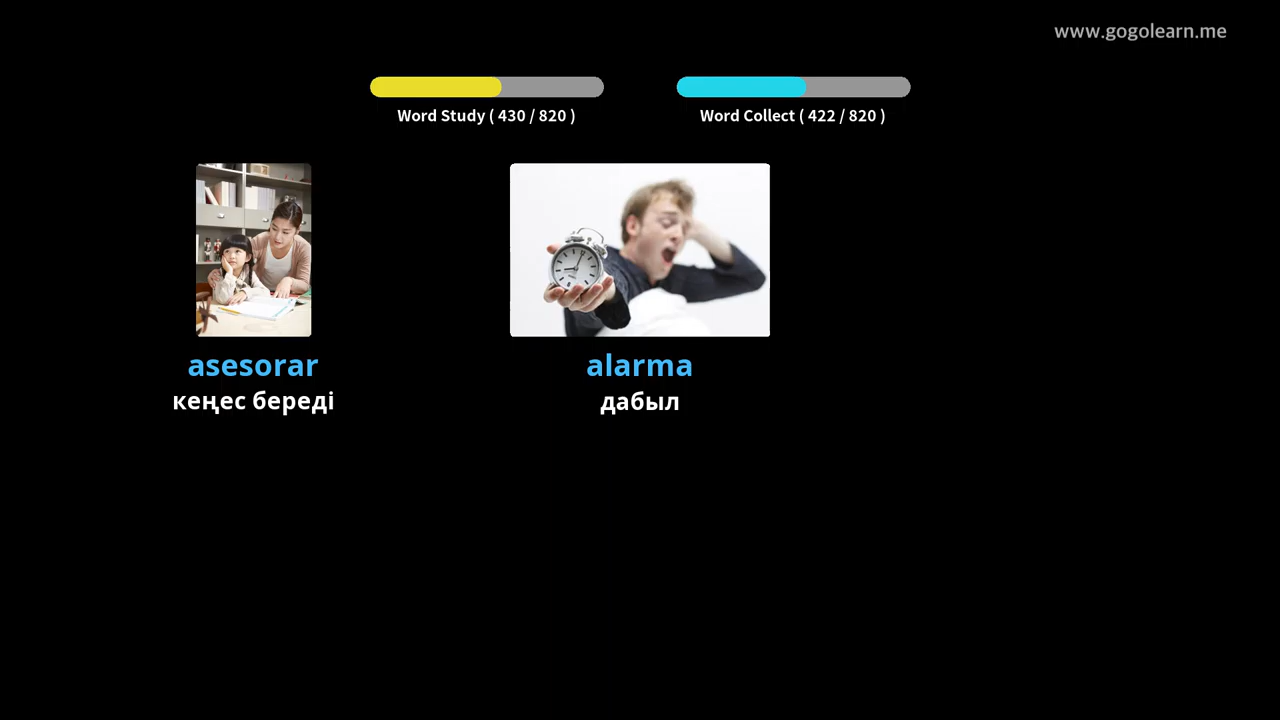 www.gogolearn.me
Word Study ( 430 / 820 )
Word Collect ( 422 / 820 )
asesorar
кеңес береді
alarma
дабыл